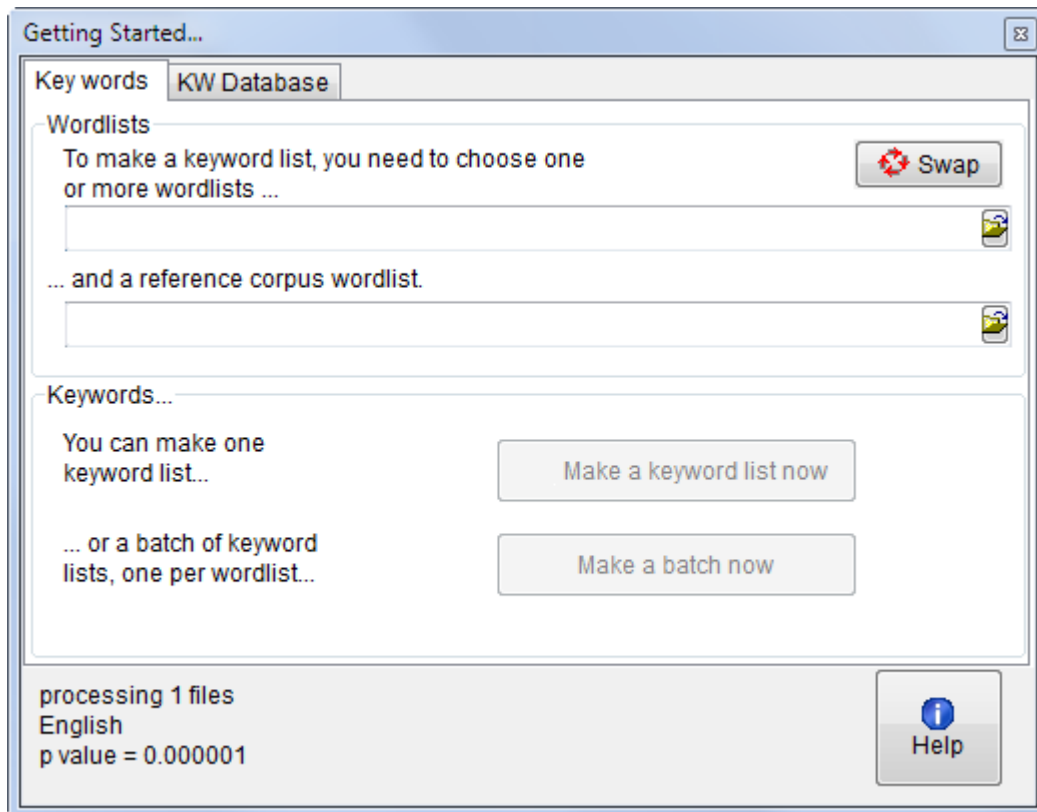 Getting Started...
Key words
KW Database
Wordlists
To make a keyword list, you need to choose one
or more wordlists ...
Swap
... and a reference corpus wordlist.
Keywords...
You can make one
keyword list...
Make a keyword list now
... or a batch of keyword
lists, one per wordlist...
Make a batch now
processing 1 files
English
p value = 0.000001
Help